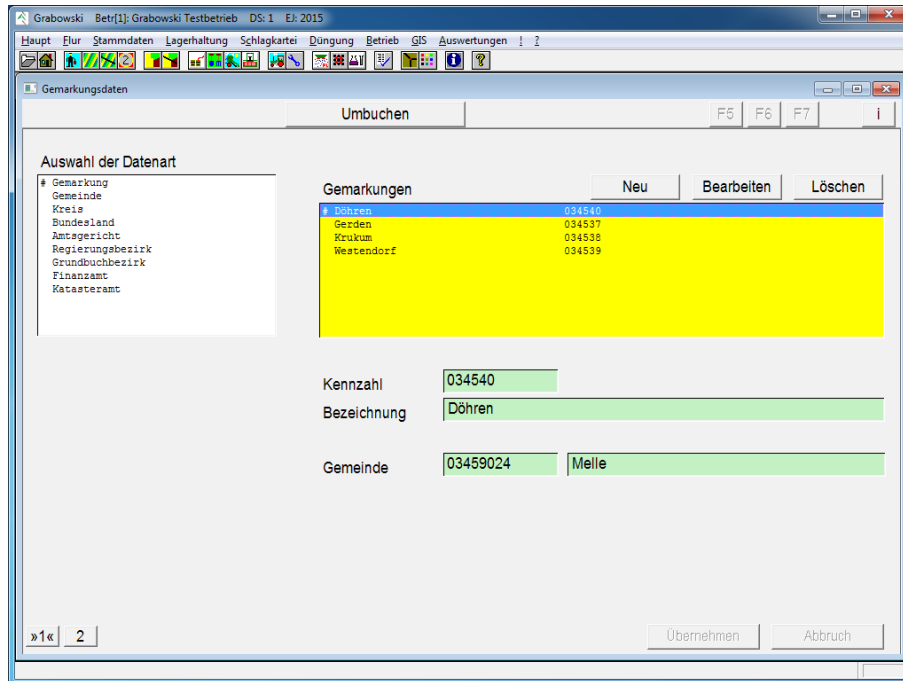 Grabowski Betr[1]: Grabowski Testbetrieb DS: 1 EJ: 2015
Haupt Flur Stammdaten Lagerhaltung Schlagkartei Düngung Betrieb GIS Auswertungen ! ?
Gemarkungsdaten
Umbuchen F5 F6 F7 i
Auswahl der Datenart
# Gemarkung
Gemeinde
Kreis
Bundesland
Amtsgericht
Regierungsbezirk
Grundbuchbezirk
Finanzamt
Katasteramt
Gemarkungen Neu Bearbeiten Löschen
# Döhren 034540
Gerden 034537
Krukum 034538
Westendorf 034539
Kennzahl 034540
Bezeichnung Döhren
Gemeinde 03459024 Melle
»1« 2 Übernehmen Abbruch